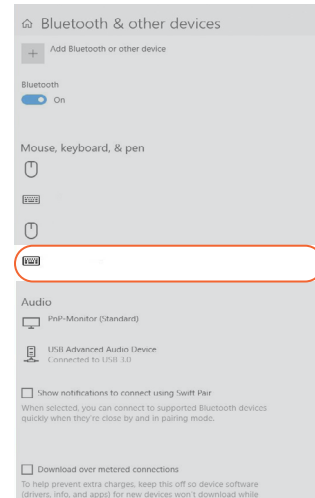 Bluetooth & other devices
Add Bluetooth or other device
Bluetooth
On
Mouse, keyboard, & pen
Audio
PnP-Monitor (Standard)
USB Advanced Audio Device
Connected to USB 3.0
Show notifications to connect using Swift Pair
When selected, you can connect to supported Bluetooth devices
quickly when they're close by and in pairing mode.
Download over metered connections
To help prevent extra charges, keep this off so device software
(drivers, info, and apps) for new devices won't download while